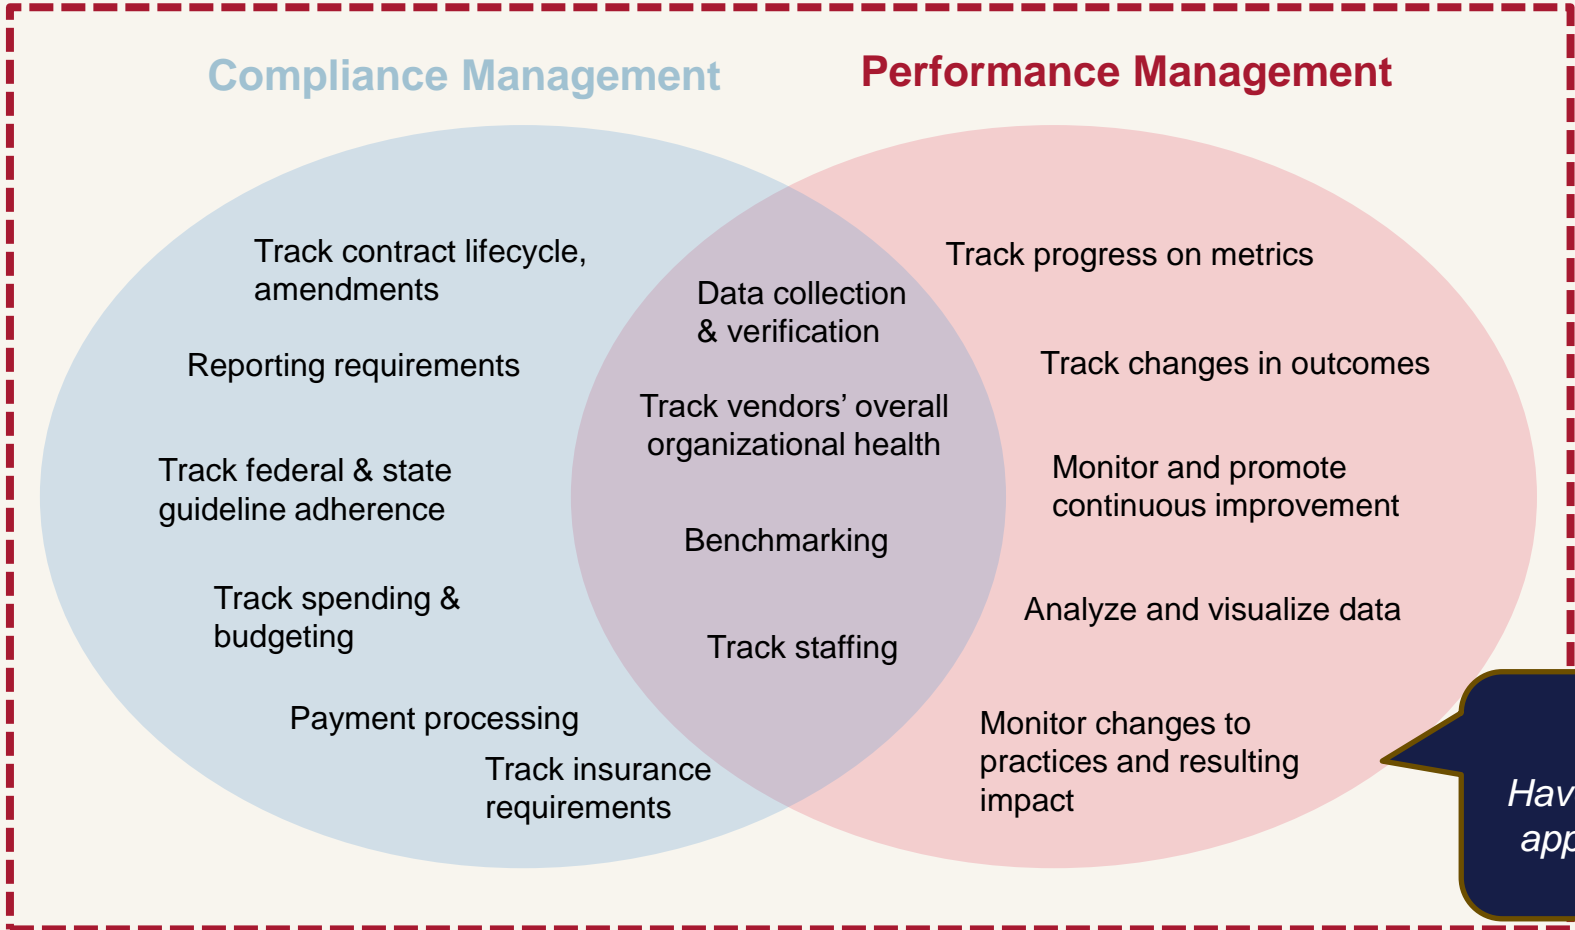 Compliance Management
Performance Management
Track contract lifecycle,
amendments
Reporting requirements
Track federal & state
guideline adherence
Track spending &
budgeting
Payment processing
Track insurance
requirements
Data collection
& verification
Track vendors’ overall
organizational health
Benchmarking
Track staffing
Track progress on metrics
Track changes in outcomes
Monitor and promote
continuous improvement
Analyze and visualize data
Monitor changes to
practices and resulting
impact